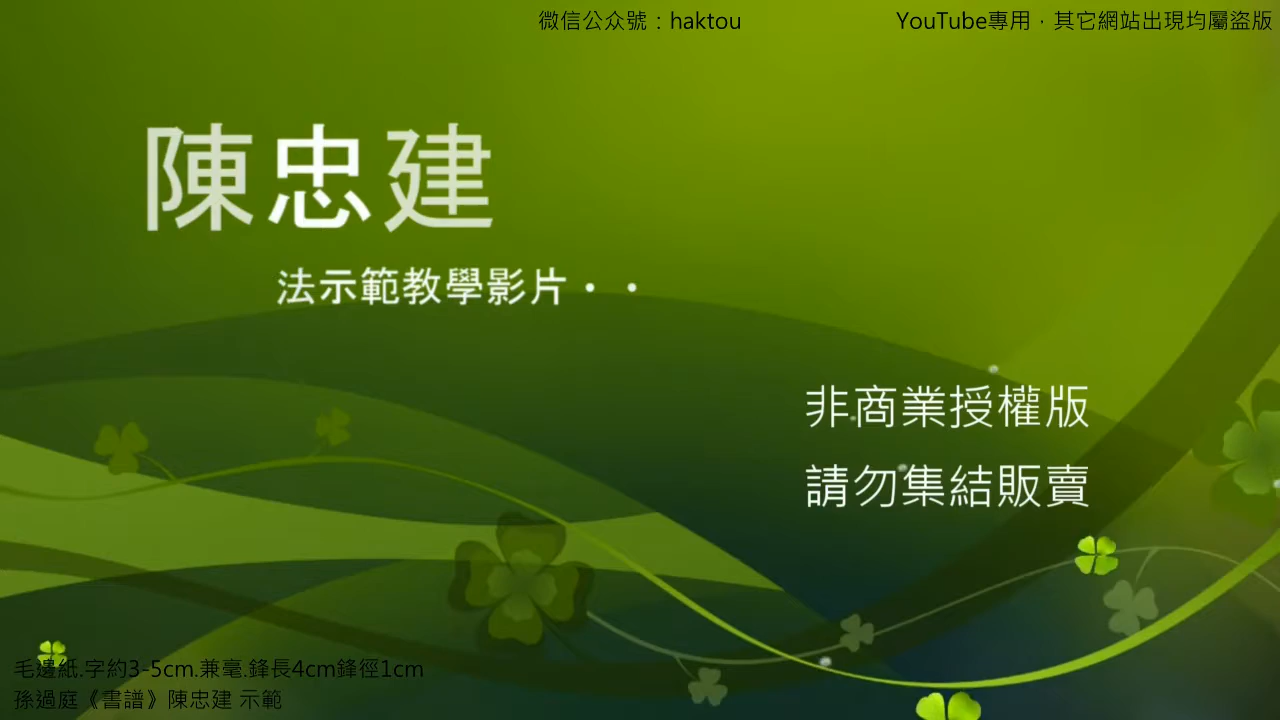 微信公众號：haktou
YouTube專用，其它網站出現均屬盜版
陳忠建
法示範教學影片・・
非商業授權版
請勿集結販賣
毛邊紙.字約3-5cm.兼毫.鋒長4cm鋒徑1cm
孫過庭《書譜》陳忠建 示範